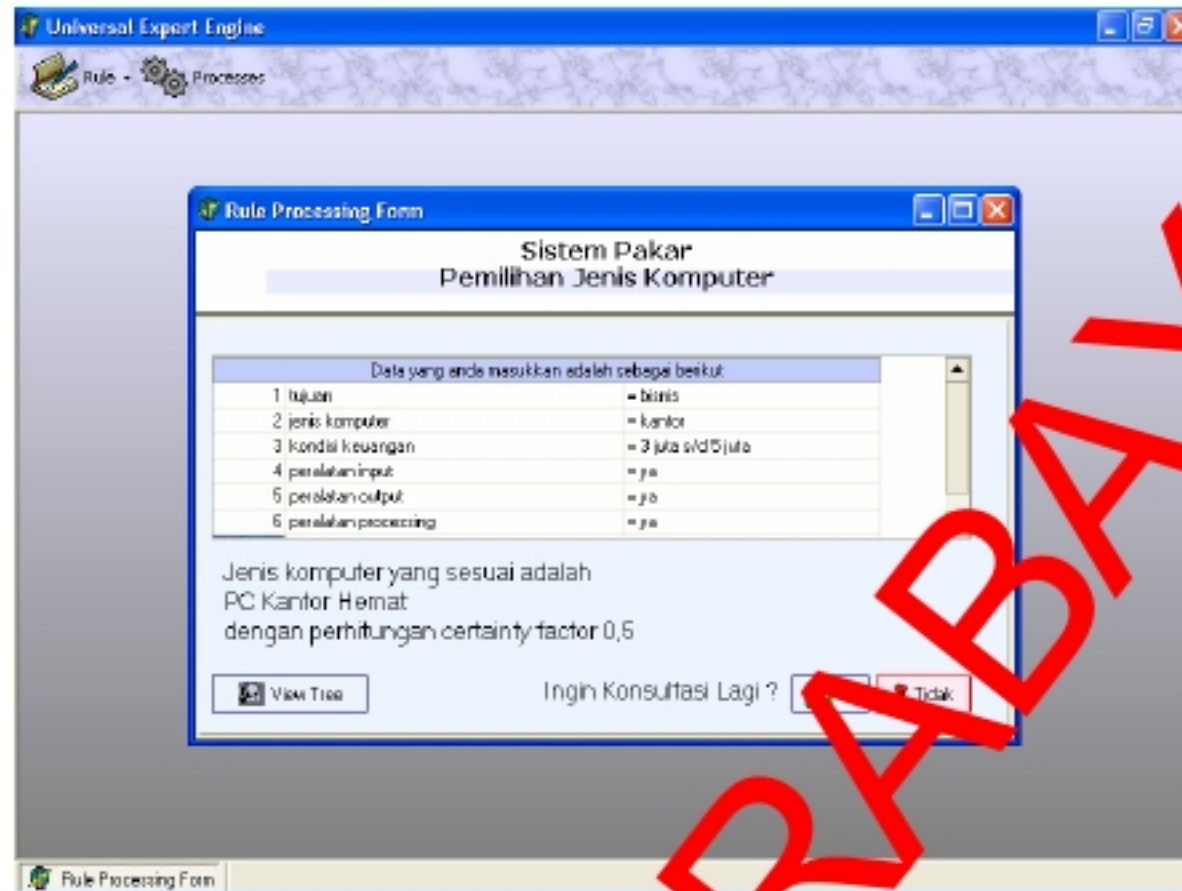 Universal Expert Engine
Rule Processes
Rule Processing Form
Sistem Pakar
Pemilihan Jenis Komputer
Data yang anda masukkan adalah sebagai berikut
1 tujuan = bisnis
2 jenis komputer = kantor
3 kondisi keuangan = 3 juta s/d 5 juta
4 peralatan input = ya
5 peralatan output = ya
6 peralatan processing = ya
Jenis komputer yang sesuai adalah
PC Kantor Hemat
dengan perhitungan certainty factor 0,5
View Tree Ingin Konsultasi Lagi ? Tidak
Rule Processing Form
RABAY